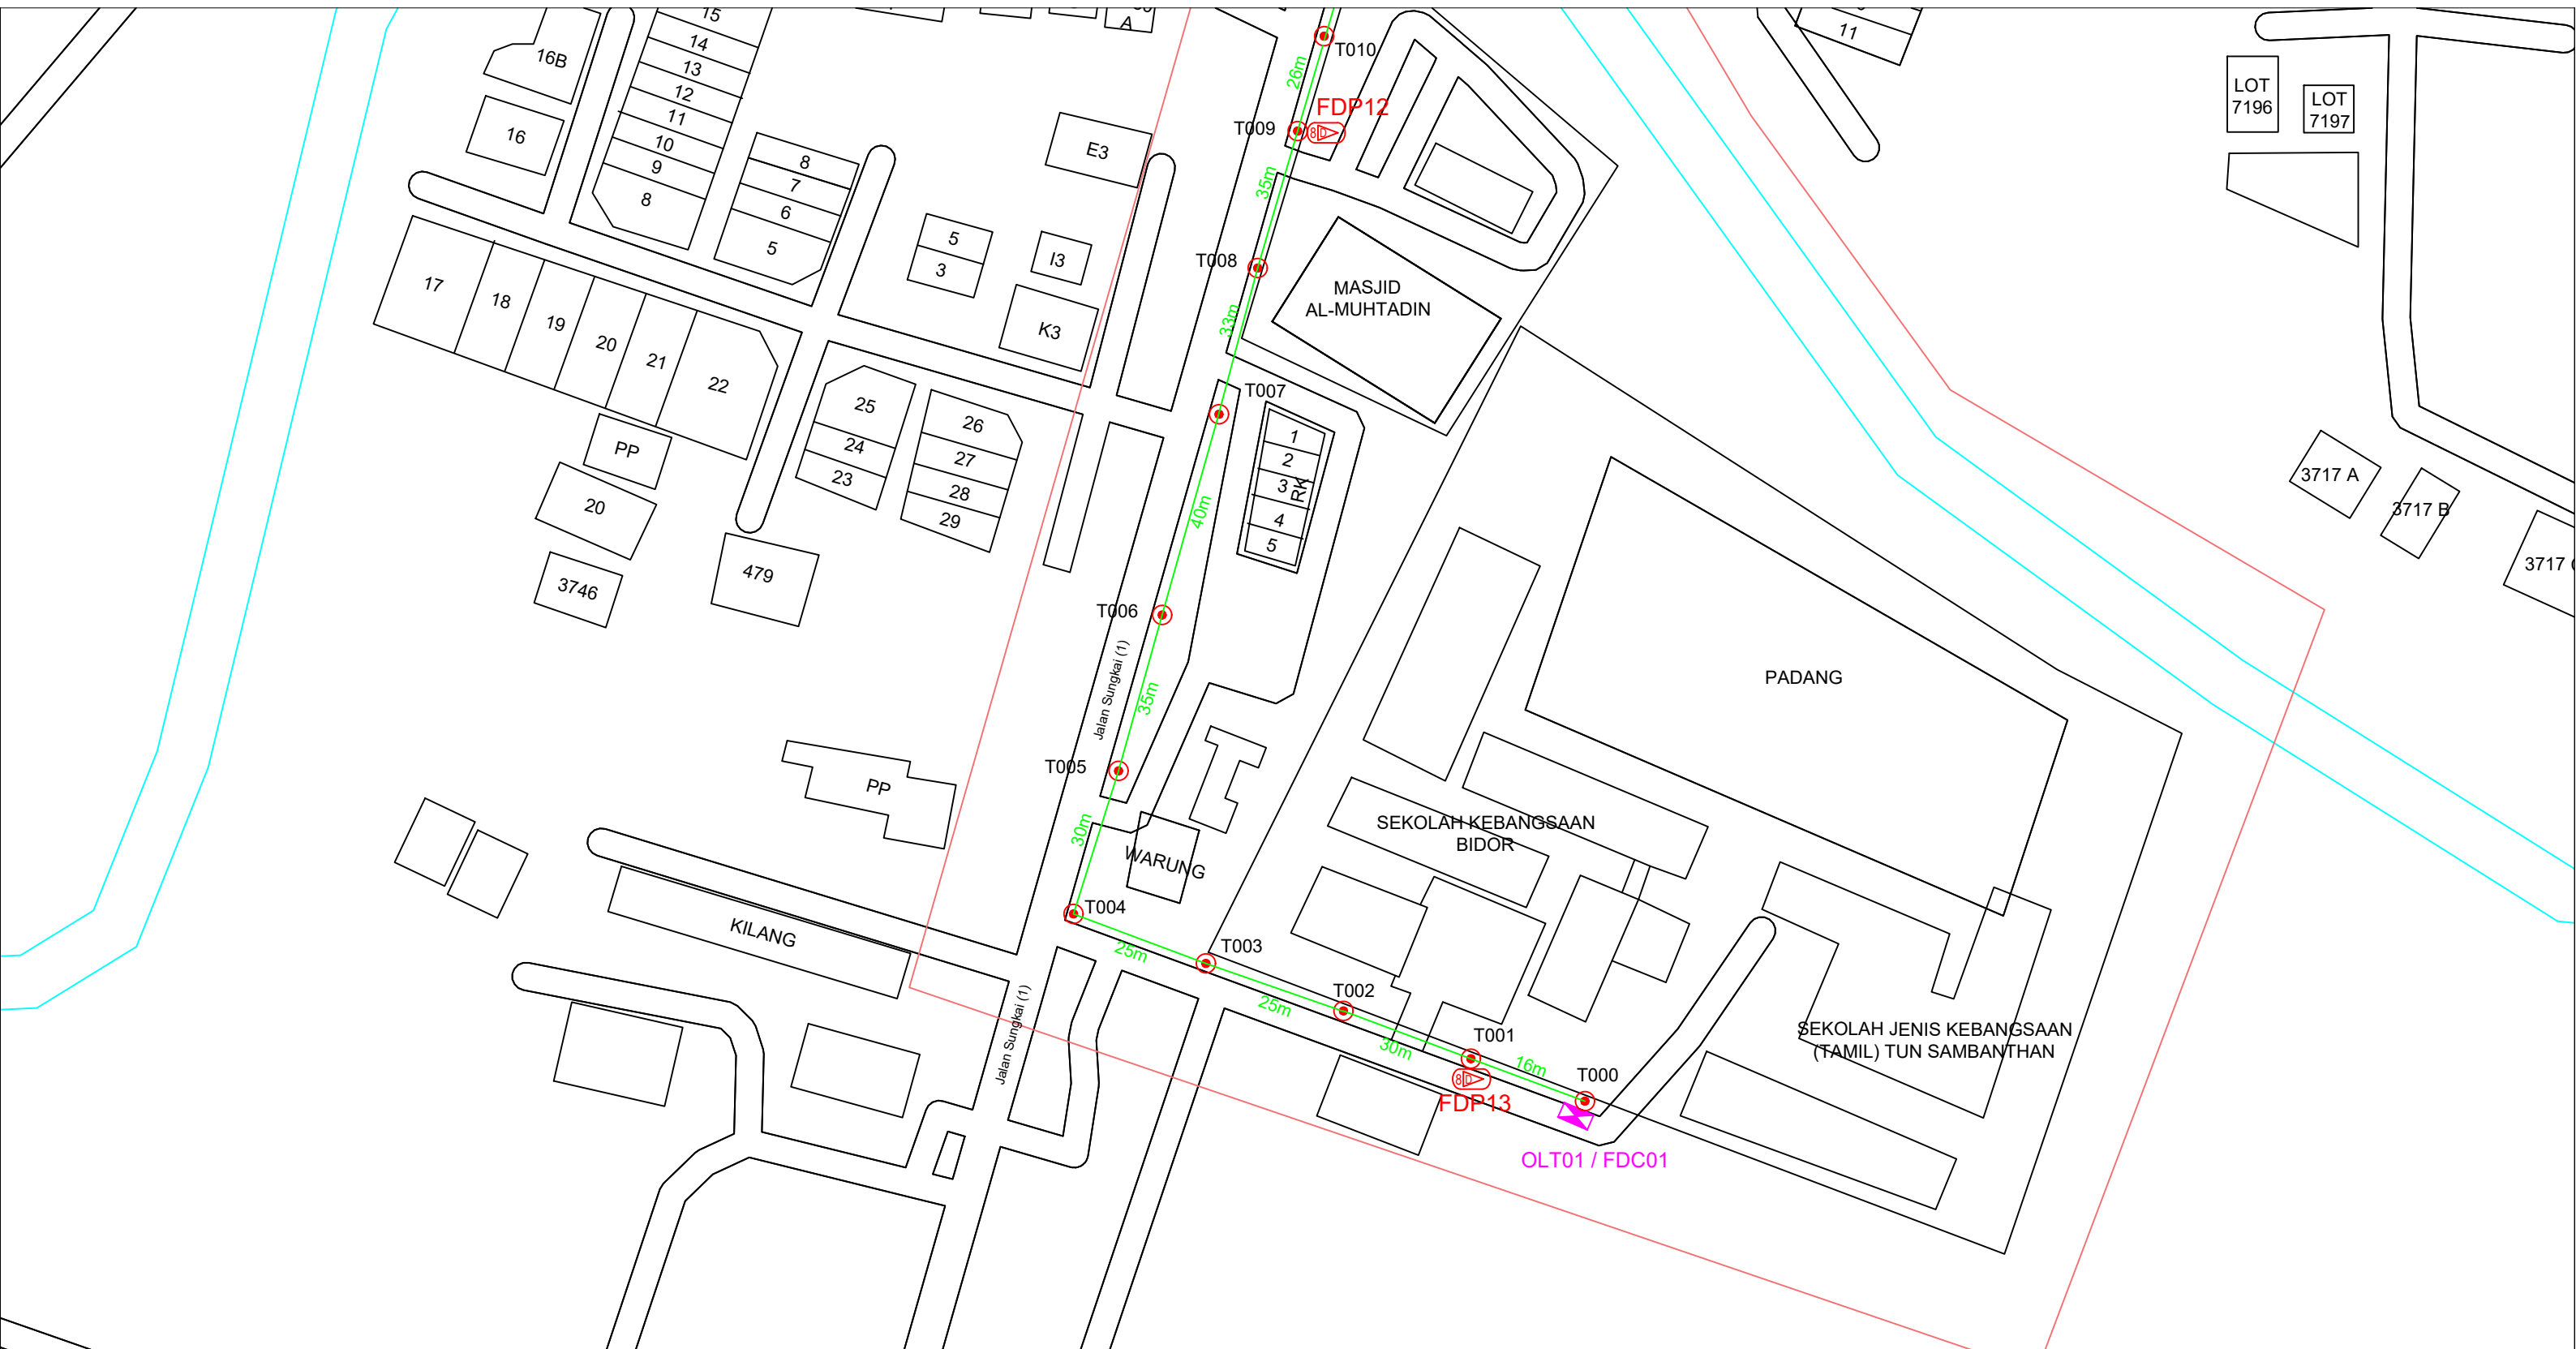 15
14
13
12
11
10
9
8
16B
16
A
11
T010
26m
FDP12
T009
8
D
35m
T008
33m
MASJID
AL-MUHTADIN
LOT
7196
LOT
7197
E3
8
7
6
5
5
3
I3
K3
17
18
19
20
21
22
25
24
23
26
27
28
29
PP
20
3746
479
T007
40m
1
2
3
4
5
RK
3717 A
3717 B
3717
T006
Jalan Sungkai (1)
35m
T005
30m
PADANG
PP
WARUNG
SEKOLAH KEBANGSAAN
BIDOR
KILANG
T004
25m
T003
25m
T002
30m
T001
16m
T000
8
D
FDP13
OLT01 / FDC01
SEKOLAH JENIS KEBANGSAAN
(TAMIL) TUN SAMBANTHAN
Jalan Sungkai (1)